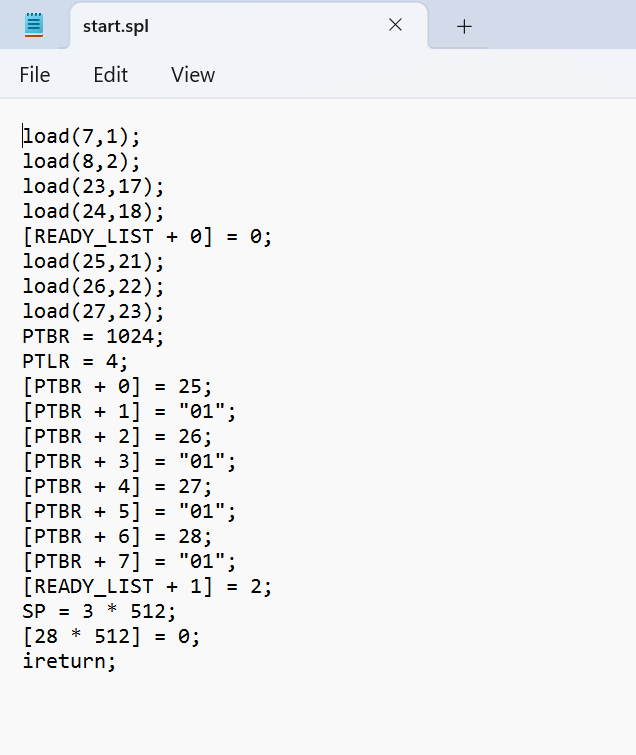 start.spl
File Edit View
load(7,1);
load(8,2);
load(23,17);
load(24,18);
[READY_LIST + 0] = 0;
load(25,21);
load(26,22);
load(27,23);
PTBR = 1024;
PTLR = 4;
[PTBR + 0] = 25;
[PTBR + 1] = "01";
[PTBR + 2] = 26;
[PTBR + 3] = "01";
[PTBR + 4] = 27;
[PTBR + 5] = "01";
[PTBR + 6] = 28;
[PTBR + 7] = "01";
[READY_LIST + 1] = 2;
SP = 3 * 512;
[28 * 512] = 0;
ireturn;